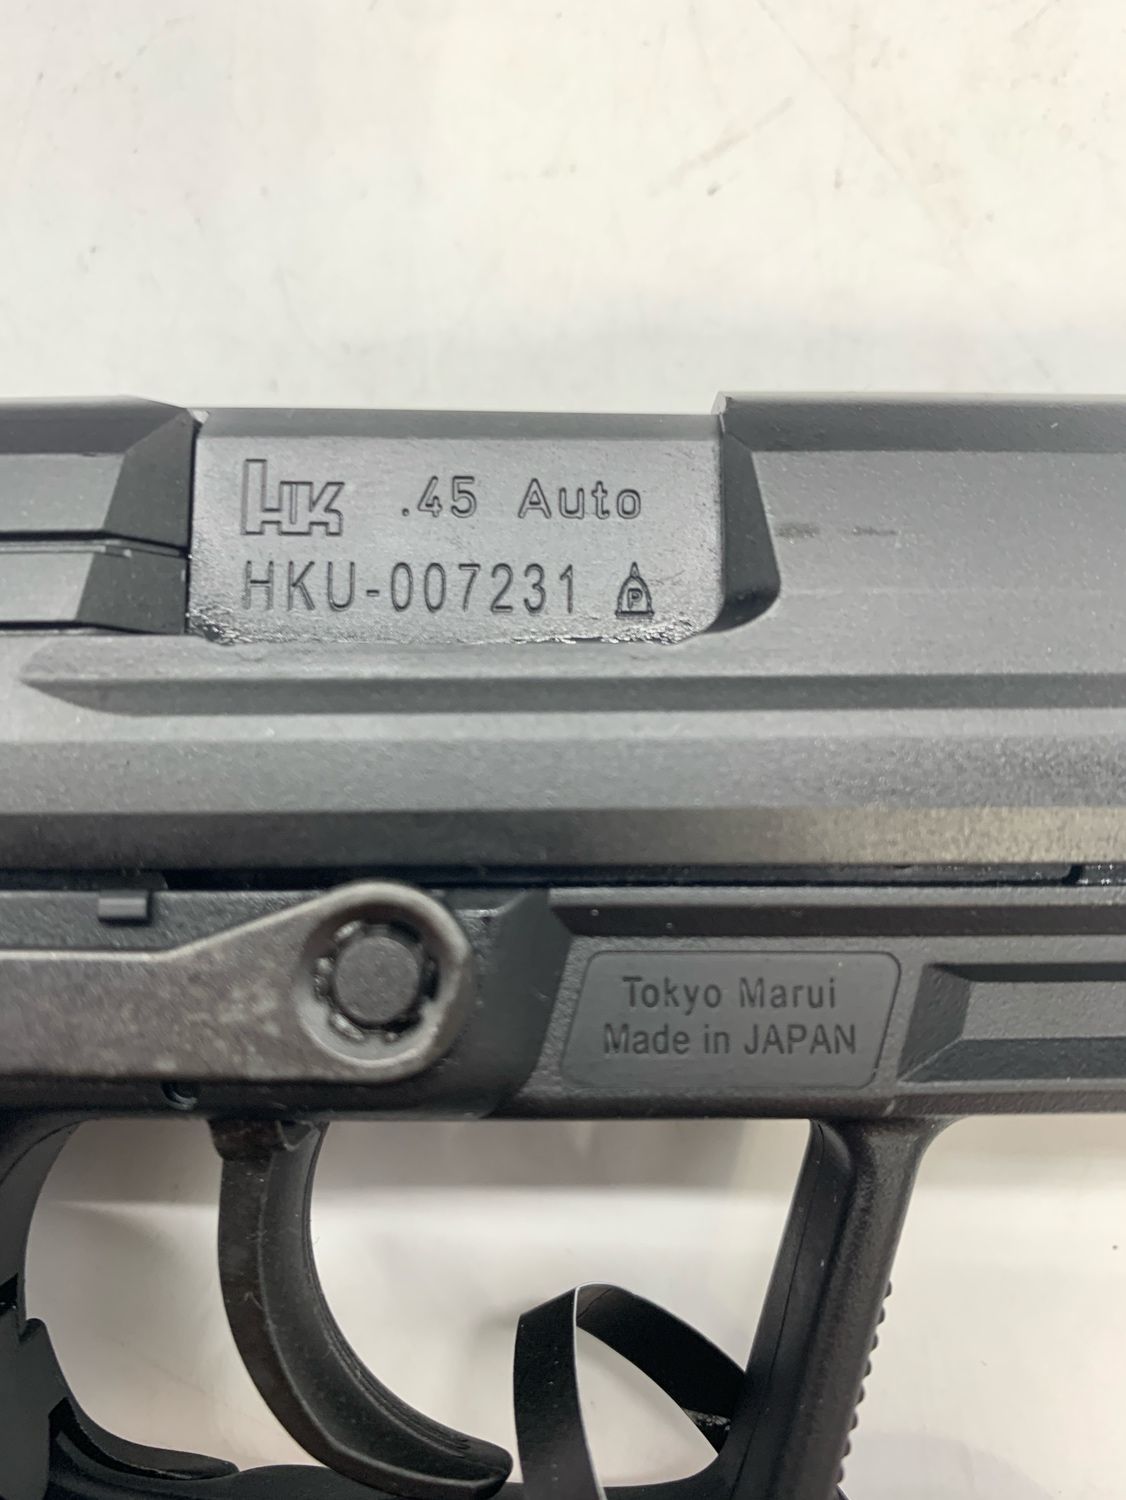 HK .45 Auto
HKU-007231 P
Tokyo Marui
Made in JAPAN